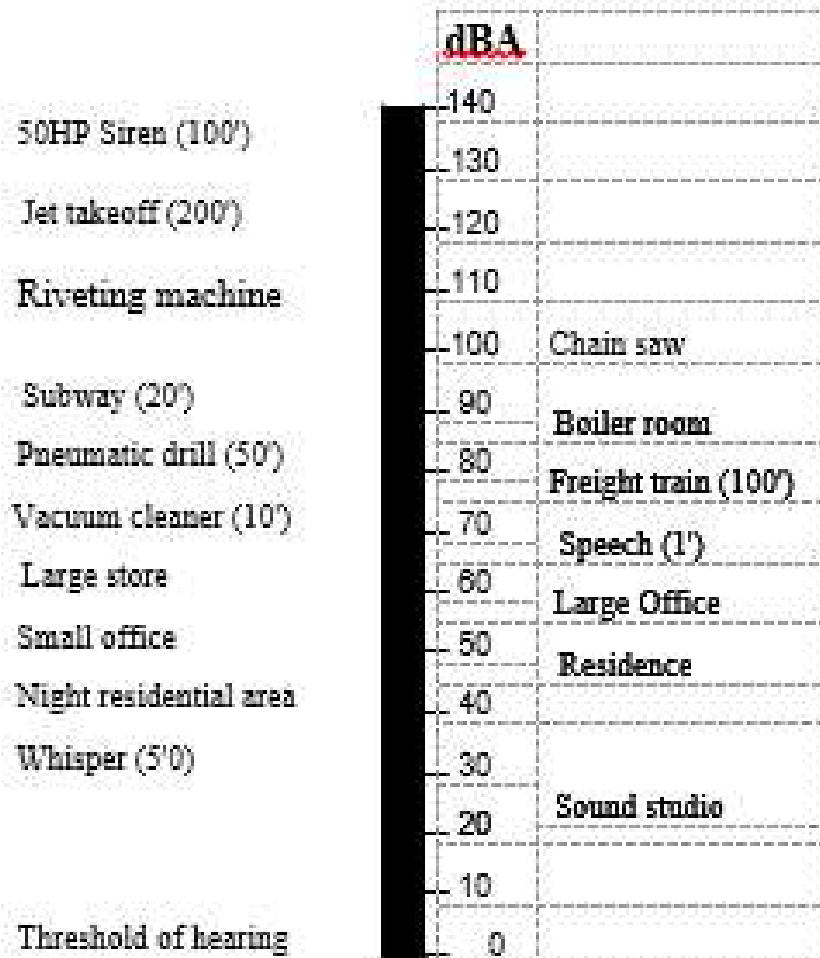 dBA
140
50HP Siren (100')
130
Jet takeoff (200')
120
Riveting machine
110
100 Chain saw
Subway (20')
90
Boiler room
Pneumatic drill (50')
80
Freight train (100')
Vacuum cleaner (10')
70
Speech (1')
Large store
60
Large Office
Small office
50
Residence
Night residential area
40
Whisper (5'0)
30
Sound studio
20
10
Threshold of hearing
0